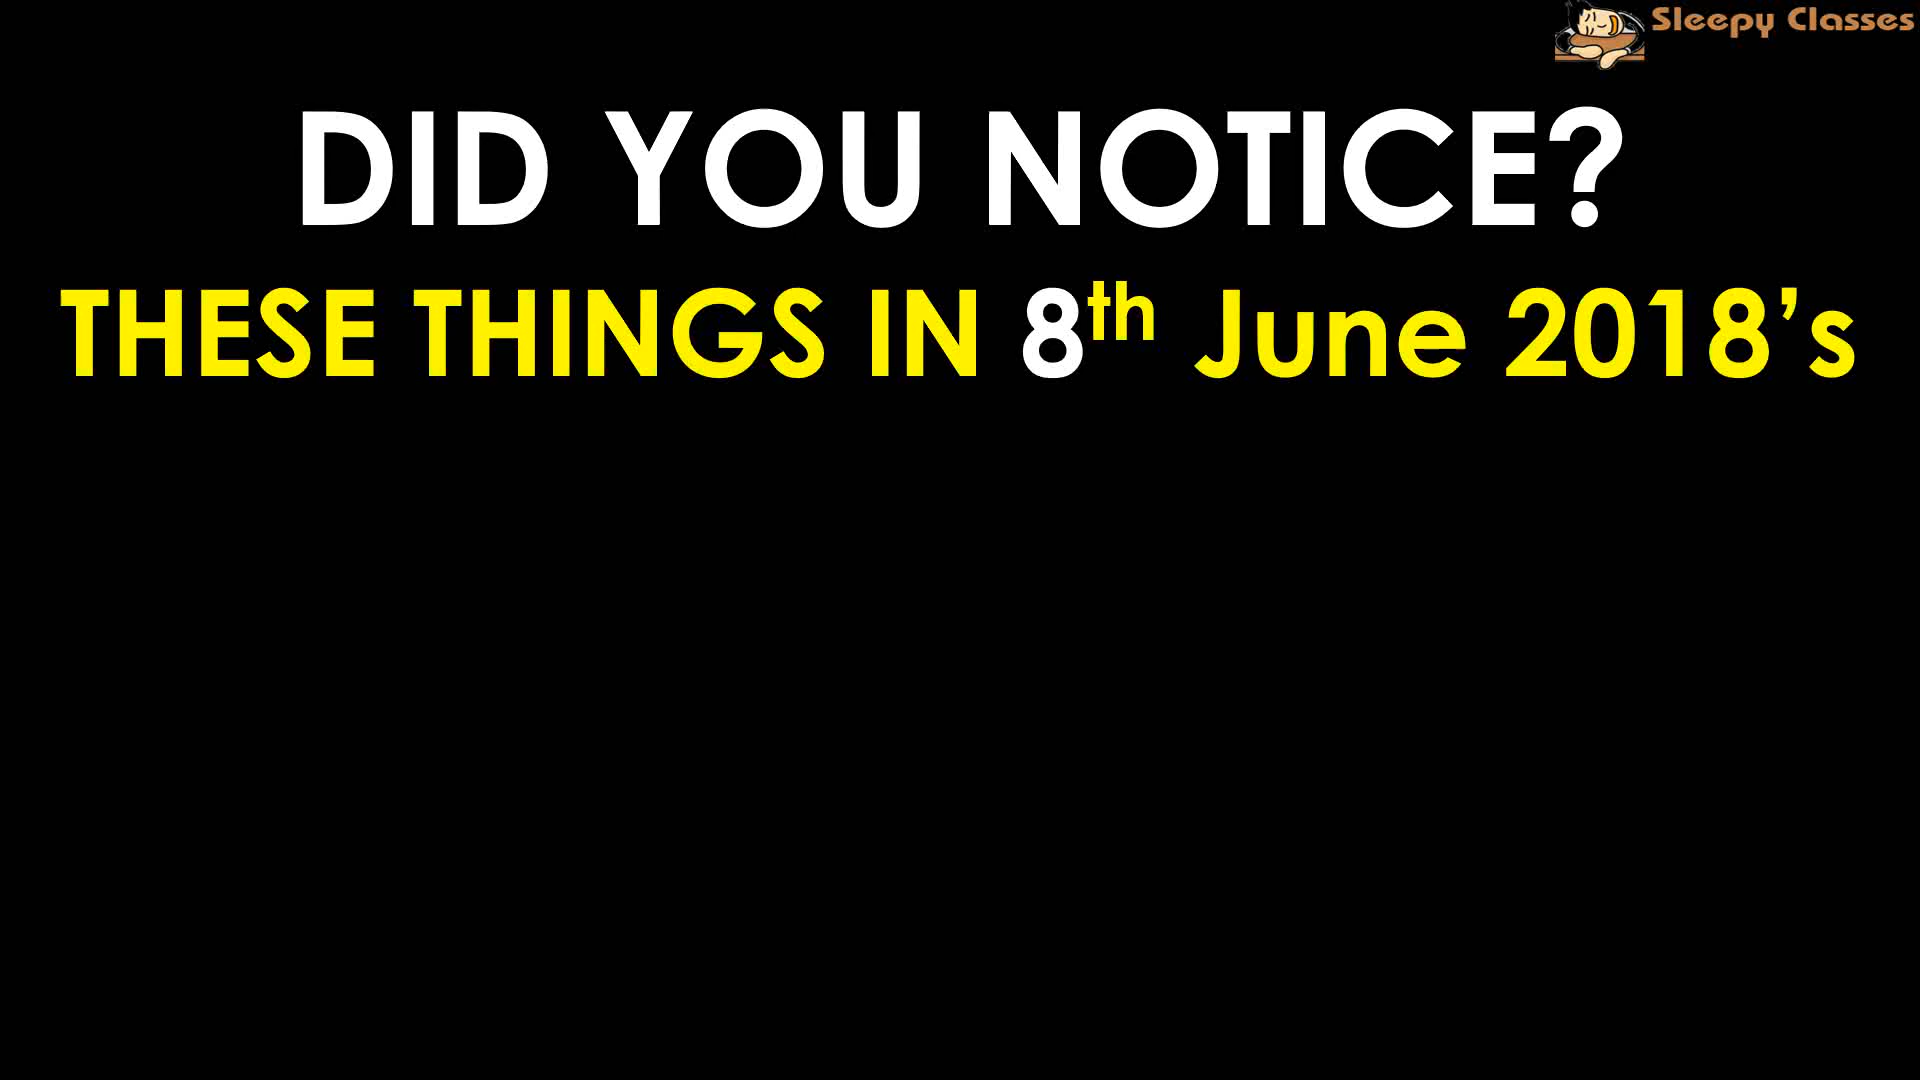 Sleepy Classes
DID YOU NOTICE?
THESE THINGS IN 8th June 2018’s